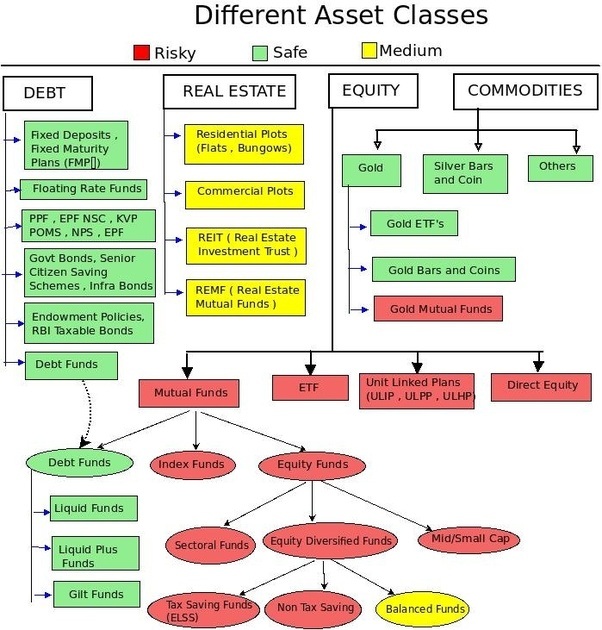 Different Asset Classes
Risky
Safe
Medium
DEBT
REAL ESTATE
EQUITY
COMMODITIES
Fixed Deposits ,
Fixed Maturity
Plans (FMP▯)
Floating Rate Funds
PPF , EPF NSC , KVP
POMS , NPS , EPF
Govt Bonds, Senior
Citizen Saving
Schemes , Infra Bonds
Endowment Policies,
RBI Taxable Bonds
Debt Funds
Residential Plots
(Flats , Bungows)
Commercial Plots
REIT ( Real Estate
Investment Trust )
REMF ( Real Estate
Mutual Funds )
Gold
Silver Bars
and Coin
Others
Gold ETF's
Gold Bars and Coins
Gold Mutual Funds
Mutual Funds
ETF
Unit Linked Plans
(ULIP , ULPP , ULHP)
Direct Equity
Debt Funds
Index Funds
Equity Funds
Liquid Funds
Liquid Plus
Funds
Gilt Funds
Sectoral Funds
Equity Diversified Funds
Mid/Small Cap
Tax Saving Funds
(ELSS)
Non Tax Saving
Balanced Funds